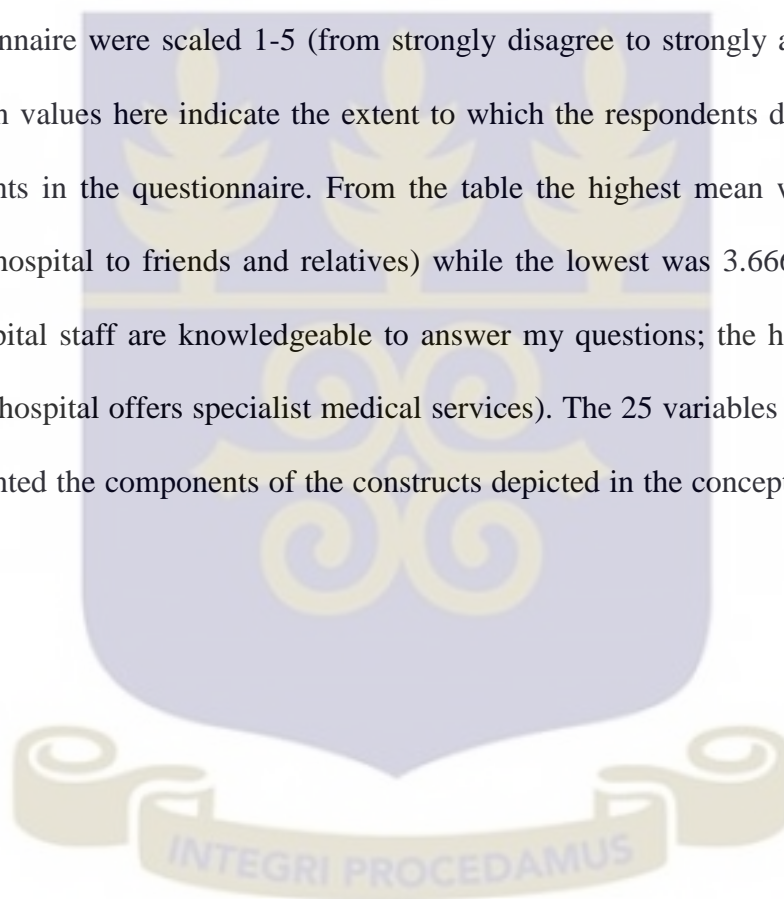 nnaire were scaled 1-5 (from strongly disagree to strongly a
n values here indicate the extent to which the respondents d
nts in the questionnaire. From the table the highest mean v
hospital to friends and relatives) while the lowest was 3.666
pital staff are knowledgeable to answer my questions; the h
hospital offers specialist medical services). The 25 variables
nted the components of the constructs depicted in the concep
INTEGRI PROCEDAMUS